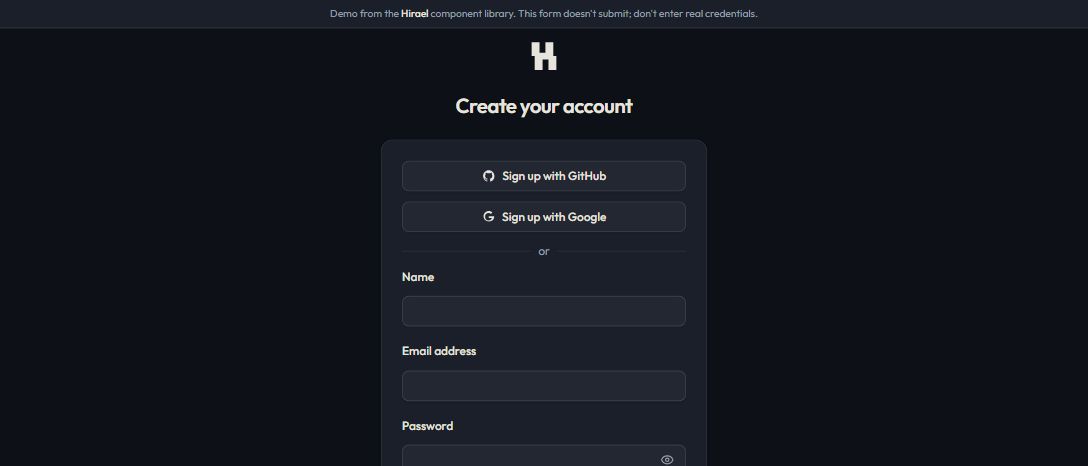 Demo from the Hirael component library. This form doesn't submit; don't enter real credentials.
Create your account
Sign up with GitHub
Sign up with Google
or
Name
Email address
Password